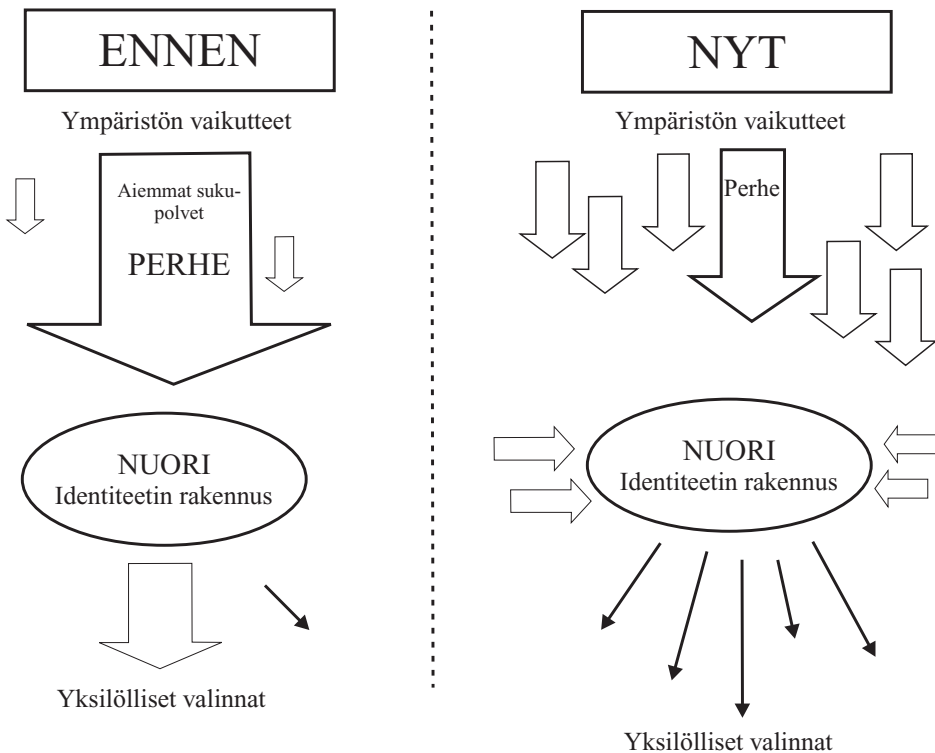 ENNEN
Ympäristön vaikutteet
Aiemmat suku-
polvet
PERHE
NUORI
Identiteetin rakennus
Yksilölliset valinnat
NYT
Ympäristön vaikutteet
Perhe
NUORI
Identiteetin rakennus
Yksilölliset valinnat